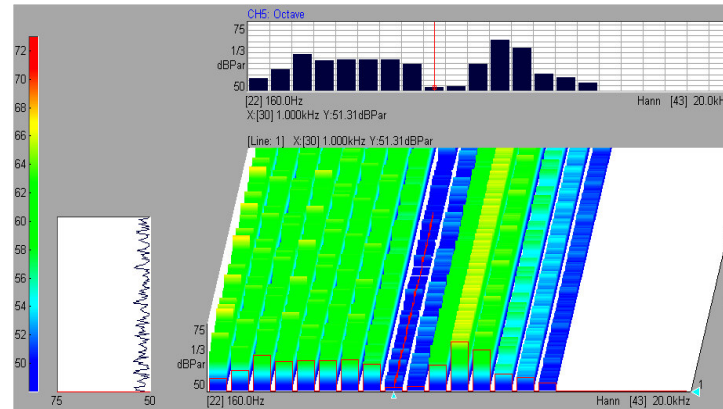 CH5: Octave
75
1/3
dBPar
50
[22] 160.0Hz
Hann [43] 20.0kH
X:[30] 1.000kHz Y:51.31dBPar
[Line: 1] X:[30] 1.000kHz Y:51.31dBPar
72
70
68
66
64
62
60
58
56
54
52
50
75
1/3
dBPar
50
1
75
50
[22] 160.0Hz
Hann [43] 20.0kHz